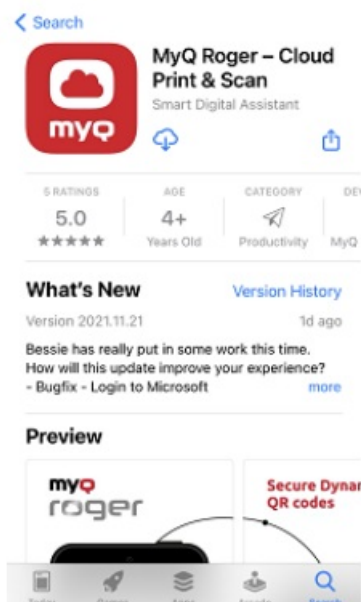 Search
MyQ Roger – Cloud
Print & Scan
Smart Digital Assistant
myQ
5 RATINGS
AGE
CATEGORY
5.0
4+
Years Old
Productivity
MyQ
What's New
Version History
Version 2021.11.21
1d ago
Bessie has really put in some work this time.
How will this update improve your experience?
- Bugfix - Login to Microsoft
more
Preview
myQ
roger
Secure
QR codes
Search